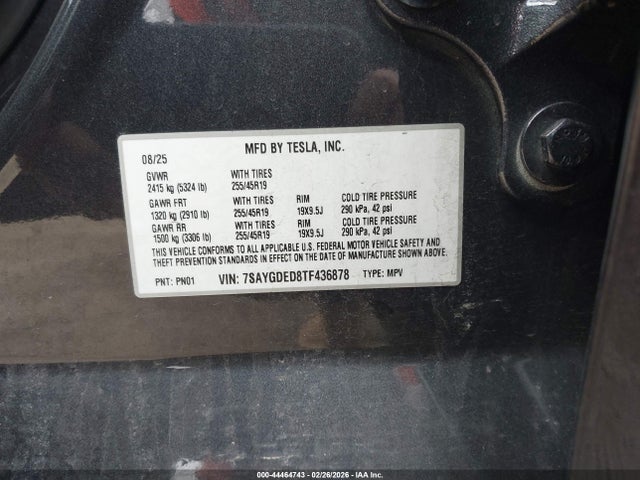 MFD BY TESLA, INC.
08/25
GVWR WITH TIRES
2415 kg (5324 lb) 255/45R19
GAWR FRT WITH TIRES RIM COLD TIRE PRESSURE
1320 kg (2910 lb) 255/45R19 19X9.5J 290 kPa, 42 psi
GAWR RR WITH TIRES RIM COLD TIRE PRESSURE
1500 kg (3306 lb) 255/45R19 19X9.5J 290 kPa, 42 psi
THIS VEHICLE CONFORMS TO ALL APPLICABLE U.S. FEDERAL MOTOR VEHICLE SAFETY AND
THEFT PREVENTION STANDARDS IN EFFECT ON THE DATE OF MANUFACTURE SHOWN ABOVE.
PNT: PN01 VIN: 7SAYGDED8TF436878 TYPE: MPV
000-44464743 | 02/26/2026 | IAA Inc.